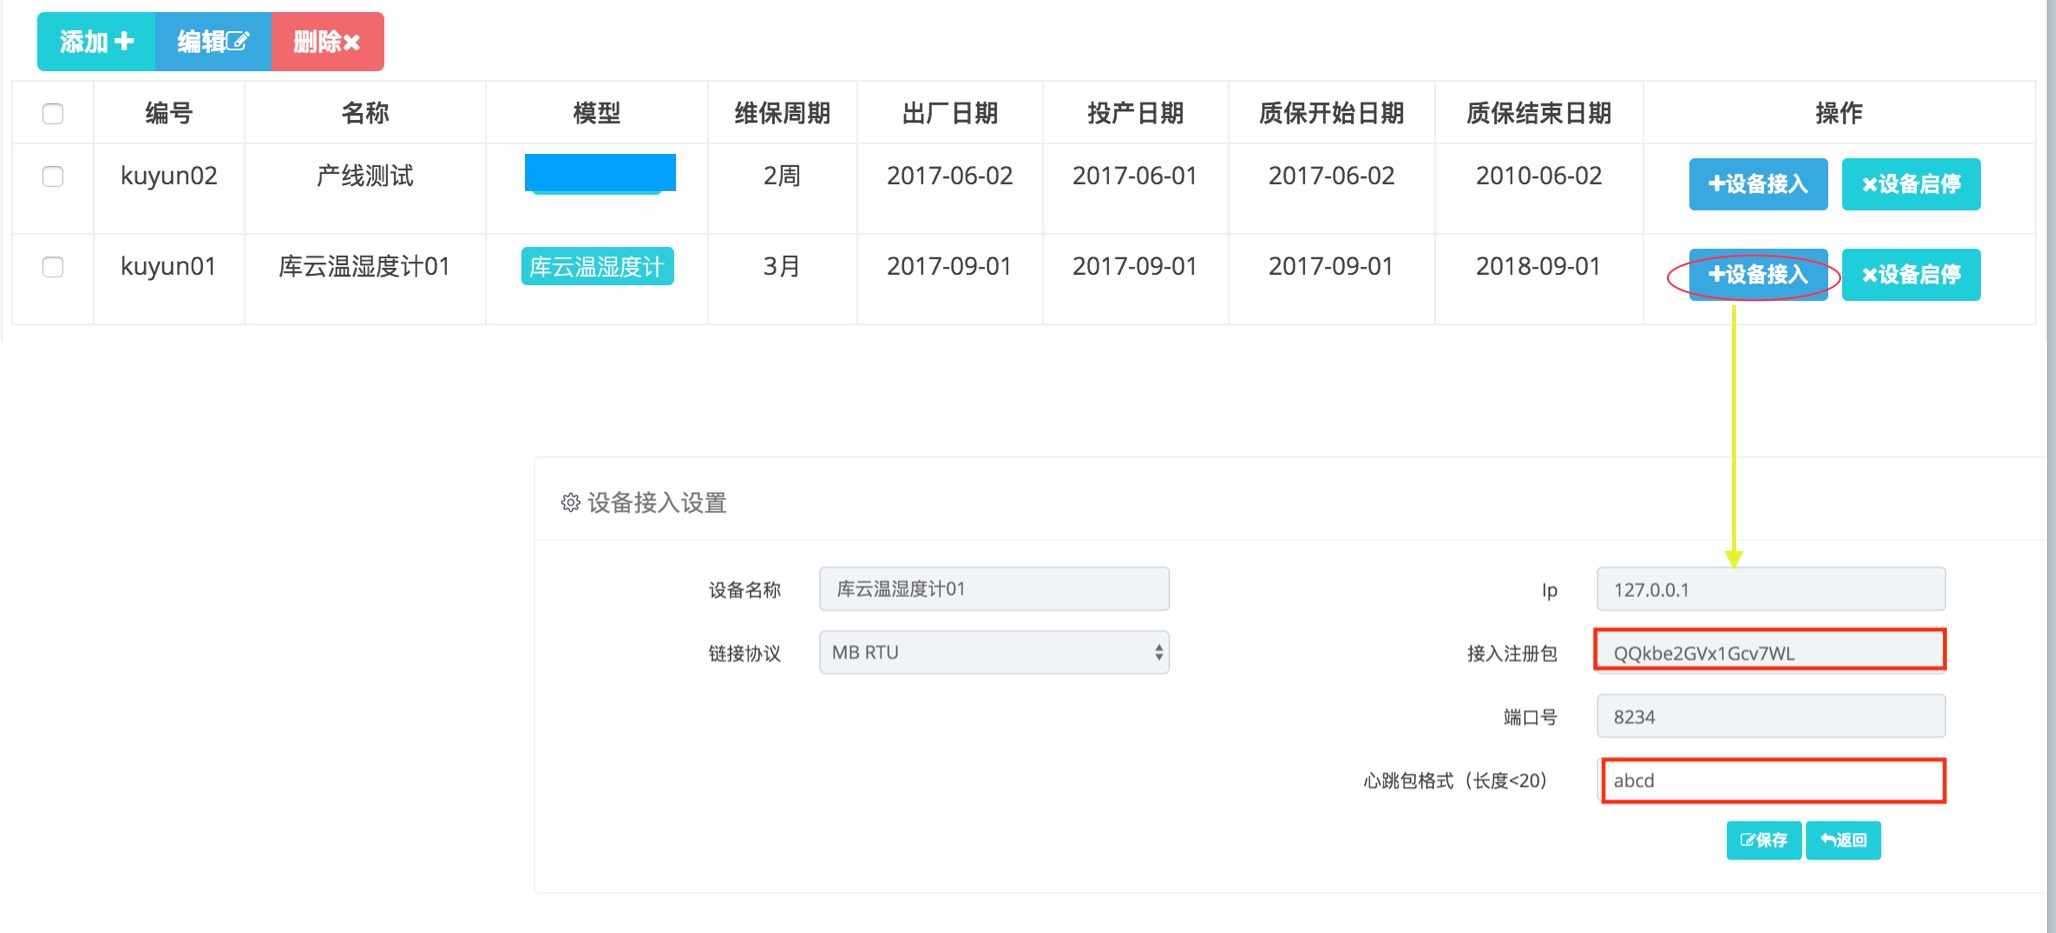 添加 编辑 删除
编号 名称 模型 维保周期 出厂日期 投产日期 质保开始日期 质保结束日期 操作
kuyun02 产线测试 2周 2017-06-02 2017-06-01 2017-06-02 2010-06-02 设备接入 设备启停
kuyun01 库云温湿度计01 库云温湿度计 3月 2017-09-01 2017-09-01 2017-09-01 2018-09-01 设备接入 设备启停
设备接入设置
设备名称 库云温湿度计01 Ip 127.0.0.1
链接协议 MB RTU 接入注册包 QQkbe2GVx1Gcv7WL
端口号 8234
心跳包格式（长度<20） abcd
保存 返回